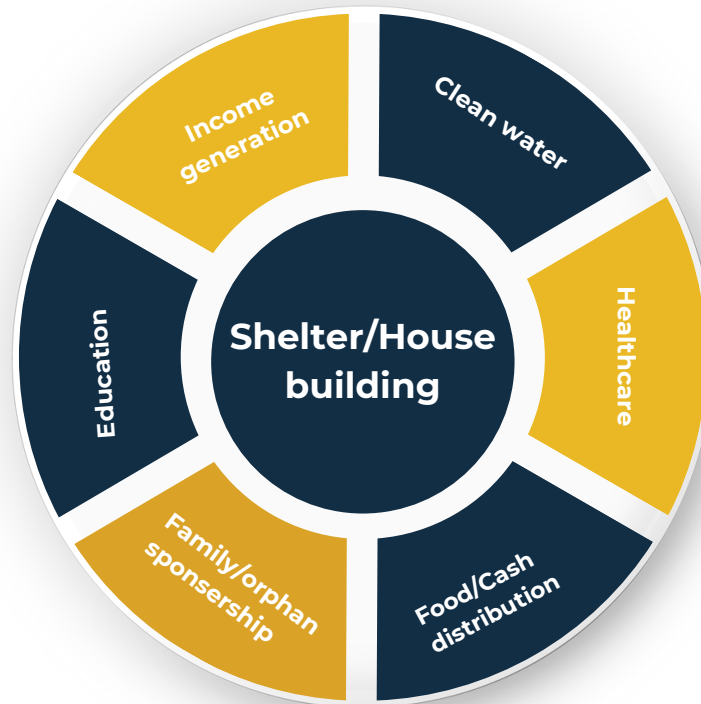 Income
generation
Clean water
Education
Shelter/House
building
Healthcare
Family/orphan
sponsership
Food/Cash
distribution